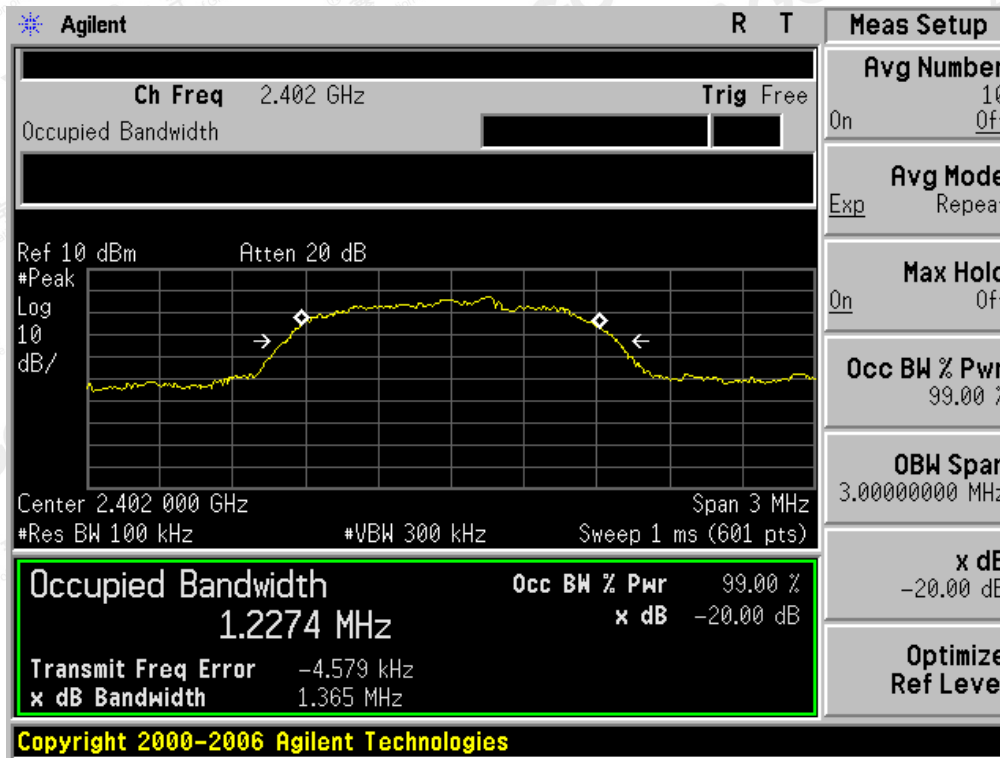 Agilent R T
Ch Freq 2.402 GHz Trig Free
Occupied Bandwidth
Ref 10 dBm Atten 20 dB
#Peak
Log
10
dB/
Center 2.402 000 GHz Span 3 MHz
#Res BW 100 kHz #VBW 300 kHz Sweep 1 ms (601 pts)
Occupied Bandwidth Occ BW % Pwr 99.00 %
1.2274 MHz x dB -20.00 dB
Transmit Freq Error -4.579 kHz
x dB Bandwidth 1.365 MHz
Copyright 2000-2006 Agilent Technologies
Meas Setup
Avg Number
10
On Off
Avg Mode
Exp Repeat
Max Hold
On Off
Occ BW % Pwr
99.00 %
OBW Span
3.00000000 MHz
x dB
-20.00 dB
Optimize
Ref Level